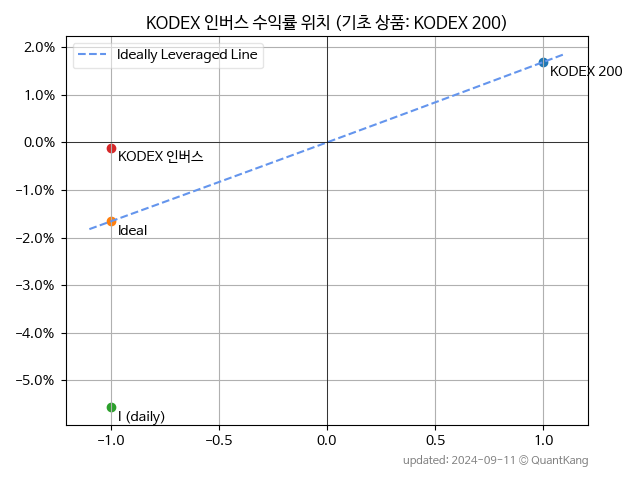 KODEX 인버스 수익률 위치 (기초 상품: KODEX 200)
2.0%
Ideally Leveraged Line
KODEX 200
1.0%
0.0%
KODEX 인버스
−1.0%
Ideal
−2.0%
−3.0%
−4.0%
−5.0%
I (daily)
−1.0 −0.5 0.0 0.5 1.0
updated: 2024-09-11 © QuantKang